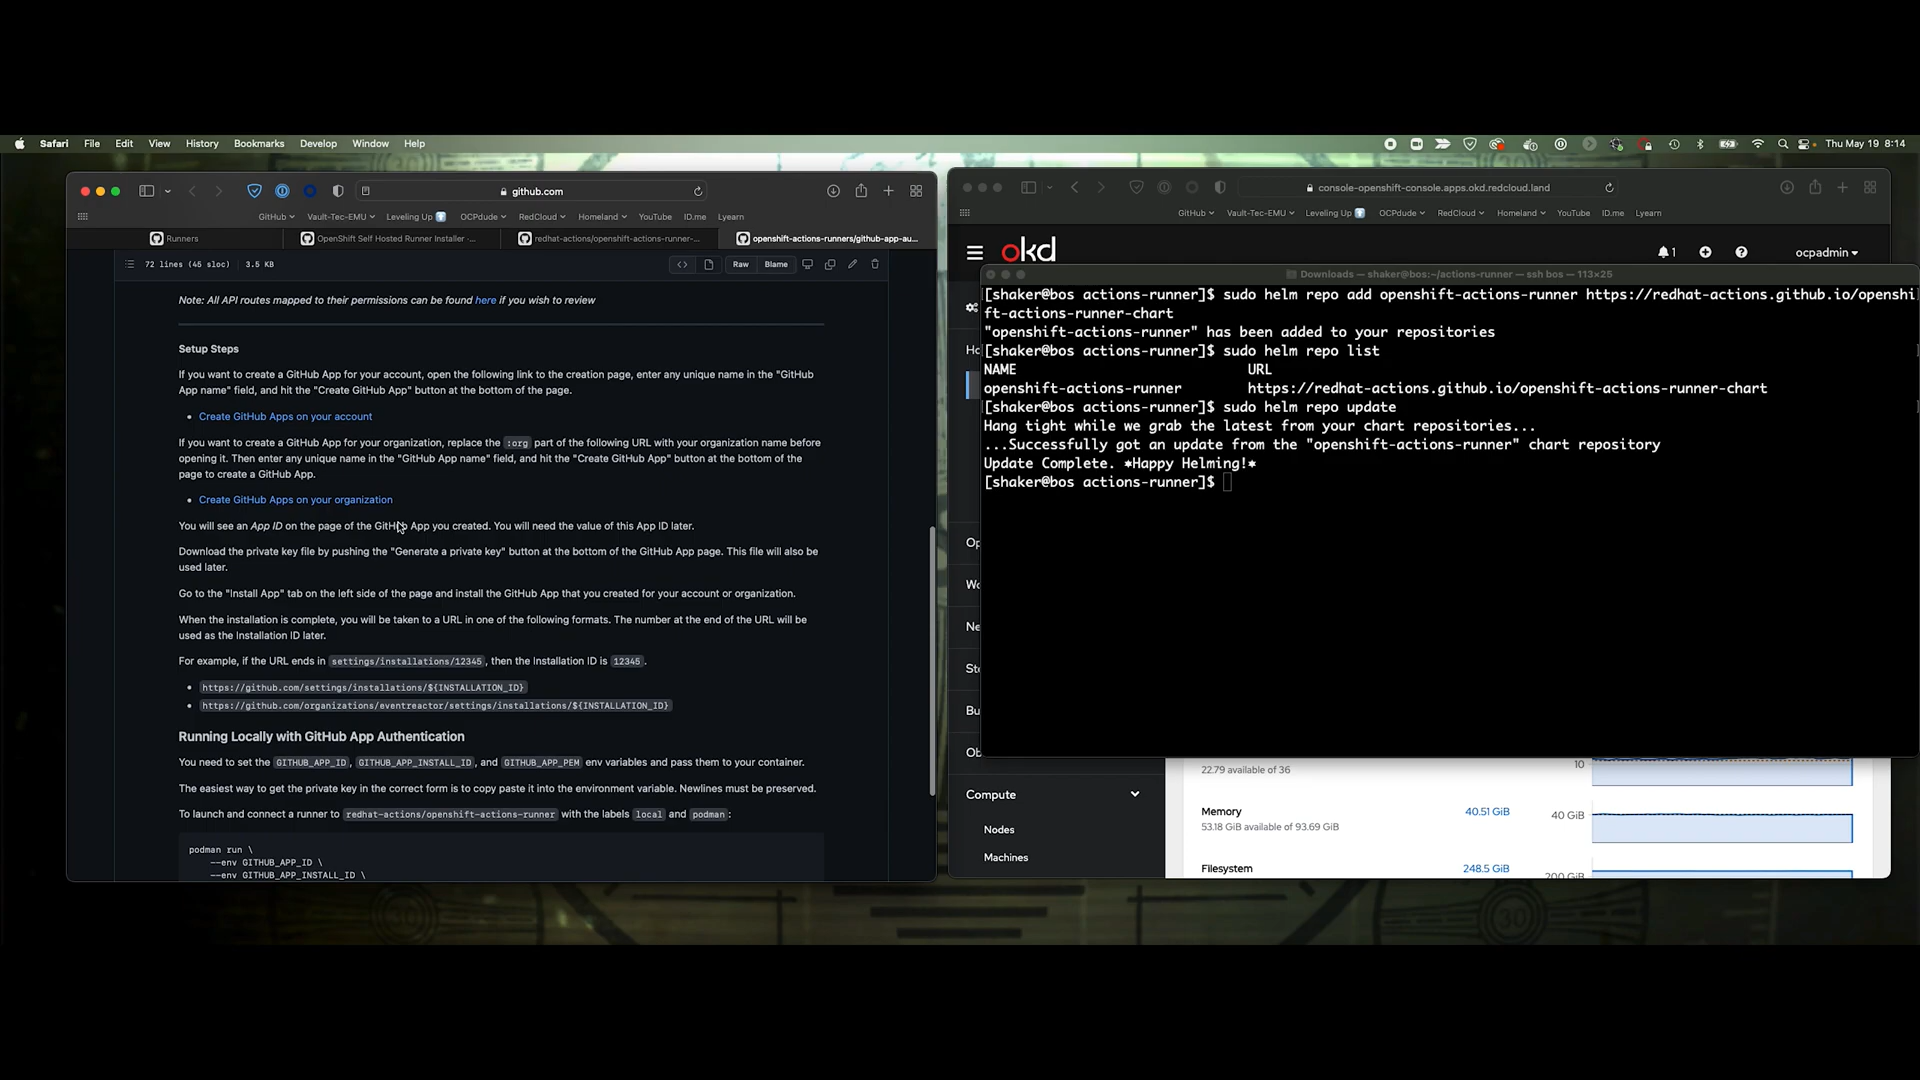 Safari File Edit View History Bookmarks Develop Window Help
Thu May 19 8:14
github.com
GitHub Vault-Tec-EMU Leveling Up OCPdude RedCloud Homeland YouTube ID.me Lyearn
Runners
OpenShift Self Hosted Runner Installer -...
redhat-actions/openshift-actions-runner-...
openshift-actions-runners/github-app-au...
72 lines (45 sloc) 3.5 KB
Raw Blame
Note: All API routes mapped to their permissions can be found here if you wish to review
Setup Steps
If you want to create a GitHub App for your account, open the following link to the creation page, enter any unique name in the "GitHub
App name" field, and hit the "Create GitHub App" button at the bottom of the page.
Create GitHub Apps on your account
If you want to create a GitHub App for your organization, replace the :org part of the following URL with your organization name before
opening it. Then enter any unique name in the "GitHub App name" field, and hit the "Create GitHub App" button at the bottom of the
page to create a GitHub App.
Create GitHub Apps on your organization
You will see an App ID on the page of the GitHub App you created. You will need the value of this App ID later.
Download the private key file by pushing the "Generate a private key" button at the bottom of the GitHub App page. This file will also be
used later.
Go to the "Install App" tab on the left side of the page and install the GitHub App that you created for your account or organization.
When the installation is complete, you will be taken to a URL in one of the following formats. The number at the end of the URL will be
used as the Installation ID later.
For example, if the URL ends in settings/installations/12345, then the Installation ID is 12345.
https://github.com/settings/installations/${INSTALLATION_ID}
https://github.com/organizations/eventreactor/settings/installations/${INSTALLATION_ID}
Running Locally with GitHub App Authentication
You need to set the GITHUB_APP_ID, GITHUB_APP_INSTALL_ID, and GITHUB_APP_PEM env variables and pass them to your container.
The easiest way to get the private key in the correct form is to copy paste it into the environment variable. Newlines must be preserved.
To launch and connect a runner to redhat-actions/openshift-actions-runner with the labels local and podman:
podman run \
--env GITHUB_APP_ID \
--env GITHUB_APP_INSTALL_ID \
console-openshift-console.apps.okd.redcloud.land
GitHub Vault-Tec-EMU Leveling Up OCPdude RedCloud Homeland YouTube ID.me Lyearn
okd
1
ocpadmin
Downloads — shaker@bos:~/actions-runner — ssh bos — 113×25
[shaker@bos actions-runner]$ sudo helm repo add openshift-actions-runner https://redhat-actions.github.io/openshi
ft-actions-runner-chart
"openshift-actions-runner" has been added to your repositories
[shaker@bos actions-runner]$ sudo helm repo list
NAME URL
openshift-actions-runner https://redhat-actions.github.io/openshift-actions-runner-chart
[shaker@bos actions-runner]$ sudo helm repo update
Hang tight while we grab the latest from your chart repositories...
...Successfully got an update from the "openshift-actions-runner" chart repository
Update Complete. ⎈Happy Helming!⎈
[shaker@bos actions-runner]$
Ho
Op
Wo
Ne
Sto
Bu
Ob
Compute
Nodes
Machines
22.79 available of 36
10
Memory
53.18 GiB available of 93.69 GiB
40.51 GiB
40 GiB
Filesystem
248.5 GiB
200 GiB